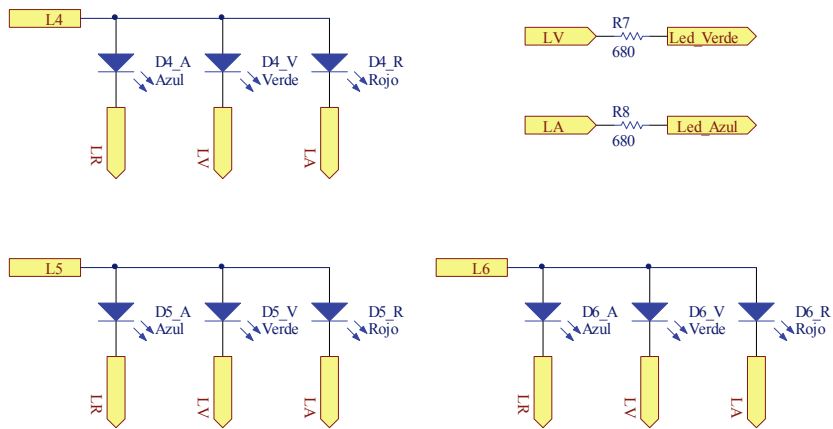 L4
D4_A
Azul
D4_V
Verde
D4_R
Rojo
LR
LV
LA
R7
LV
Led_Verde
680
R8
LA
Led_Azul
680
L5
D5_A
Azul
D5_V
Verde
D5_R
Rojo
LR
LV
LA
L6
D6_A
Azul
D6_V
Verde
D6_R
Rojo
LR
LV
LA